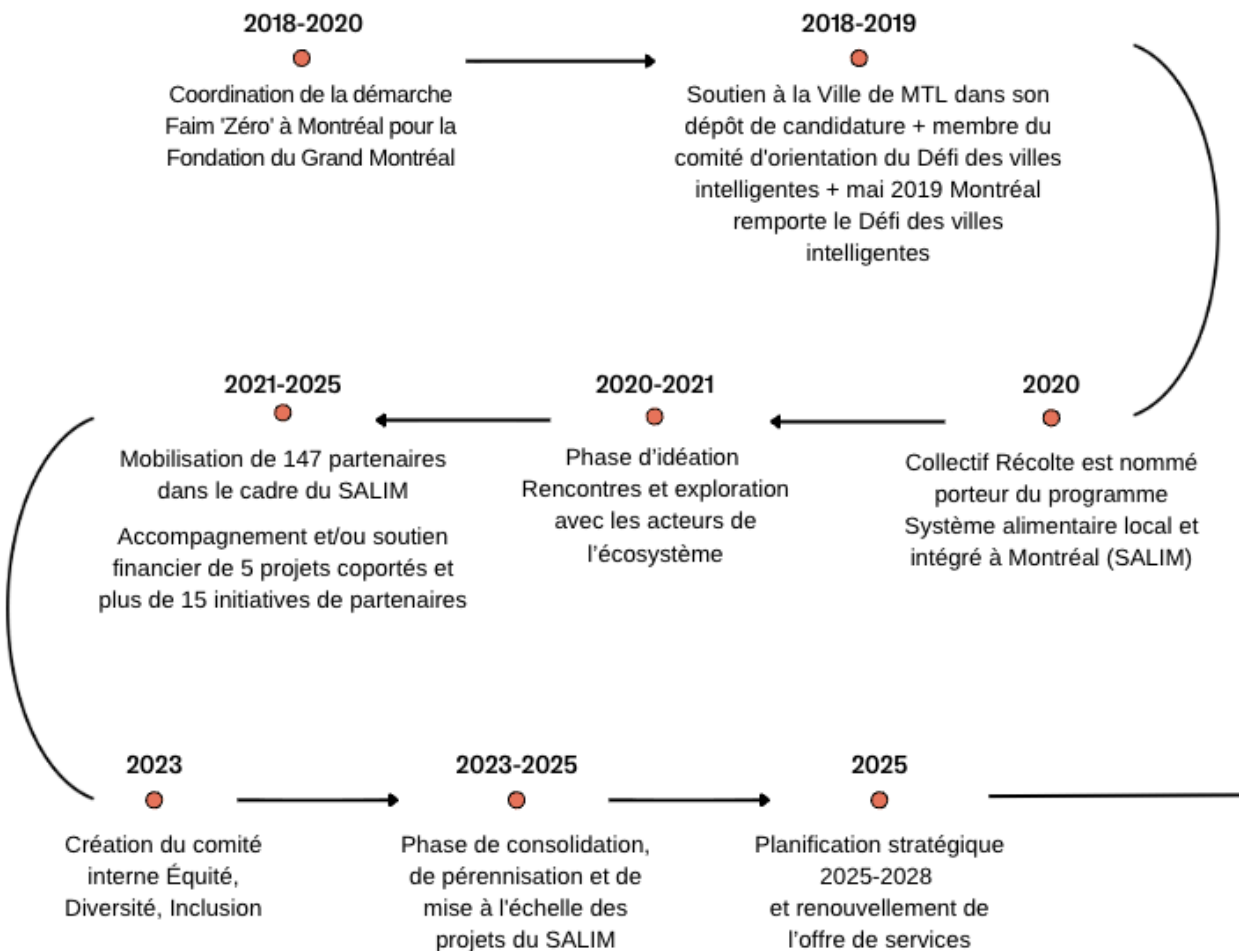 2018-2020
Coordination de la démarche
Faim 'Zéro' à Montréal pour la
Fondation du Grand Montréal
2018-2019
Soutien à la Ville de MTL dans son
dépôt de candidature + membre du
comité d'orientation du Défi des villes
intelligentes + mai 2019 Montréal
remporte le Défi des villes
intelligentes
2020
Collectif Récolte est nommé
porteur du programme
Système alimentaire local et
intégré à Montréal (SALIM)
2020-2021
Phase d’idéation
Rencontres et exploration
avec les acteurs de
l’écosystème
2021-2025
Mobilisation de 147 partenaires
dans le cadre du SALIM
Accompagnement et/ou soutien
financier de 5 projets coportés et
plus de 15 initiatives de partenaires
2023
Création du comité
interne Équité,
Diversité, Inclusion
2023-2025
Phase de consolidation,
de pérennisation et de
mise à l'échelle des
projets du SALIM
2025
Planification stratégique
2025-2028
et renouvellement de
l’offre de services